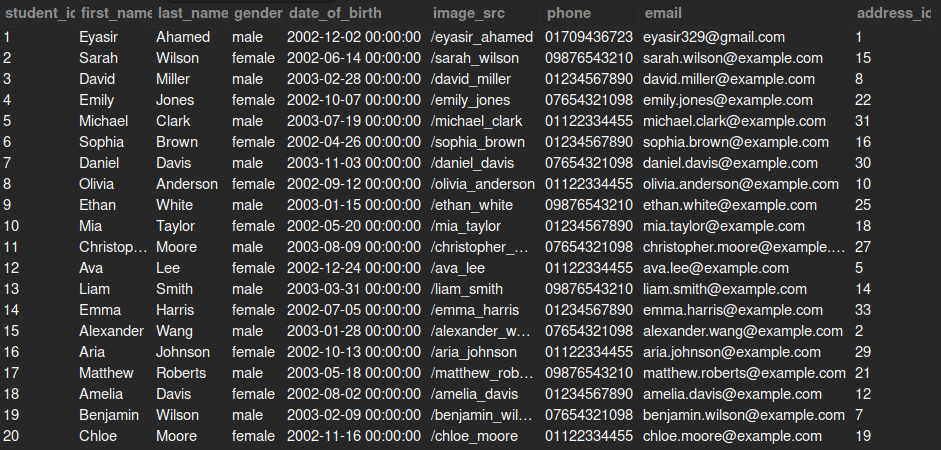 student_id first_name last_name gender date_of_birth image_src phone email address_id
1 Eyasir Ahamed male 2002-12-02 00:00:00 /eyasir_ahamed 01709436723 eyasir329@gmail.com 1
2 Sarah Wilson female 2002-06-14 00:00:00 /sarah_wilson 09876543210 sarah.wilson@example.com 15
3 David Miller male 2003-02-28 00:00:00 /david_miller 01234567890 david.miller@example.com 8
4 Emily Jones female 2002-10-07 00:00:00 /emily_jones 07654321098 emily.jones@example.com 22
5 Michael Clark male 2003-07-19 00:00:00 /michael_clark 01122334455 michael.clark@example.com 31
6 Sophia Brown female 2002-04-26 00:00:00 /sophia_brown 01234567890 sophia.brown@example.com 16
7 Daniel Davis male 2003-11-03 00:00:00 /daniel_davis 07654321098 daniel.davis@example.com 30
8 Olivia Anderson female 2002-09-12 00:00:00 /olivia_anderson 01122334455 olivia.anderson@example.com 10
9 Ethan White male 2003-01-15 00:00:00 /ethan_white 09876543210 ethan.white@example.com 25
10 Mia Taylor female 2002-05-20 00:00:00 /mia_taylor 01234567890 mia.taylor@example.com 18
11 Christop... Moore male 2003-08-09 00:00:00 /christopher_... 07654321098 christopher.moore@example.... 27
12 Ava Lee female 2002-12-24 00:00:00 /ava_lee 01122334455 ava.lee@example.com 5
13 Liam Smith male 2003-03-31 00:00:00 /liam_smith 09876543210 liam.smith@example.com 14
14 Emma Harris female 2002-07-05 00:00:00 /emma_harris 01234567890 emma.harris@example.com 33
15 Alexander Wang male 2003-01-28 00:00:00 /alexander_w... 07654321098 alexander.wang@example.com 2
16 Aria Johnson female 2002-10-13 00:00:00 /aria_johnson 01122334455 aria.johnson@example.com 29
17 Matthew Roberts male 2003-05-18 00:00:00 /matthew_rob... 09876543210 matthew.roberts@example.com 21
18 Amelia Davis female 2002-08-02 00:00:00 /amelia_davis 01234567890 amelia.davis@example.com 12
19 Benjamin Wilson male 2003-02-09 00:00:00 /benjamin_wil... 07654321098 benjamin.wilson@example.com 7
20 Chloe Moore female 2002-11-16 00:00:00 /chloe_moore 01122334455 chloe.moore@example.com 19